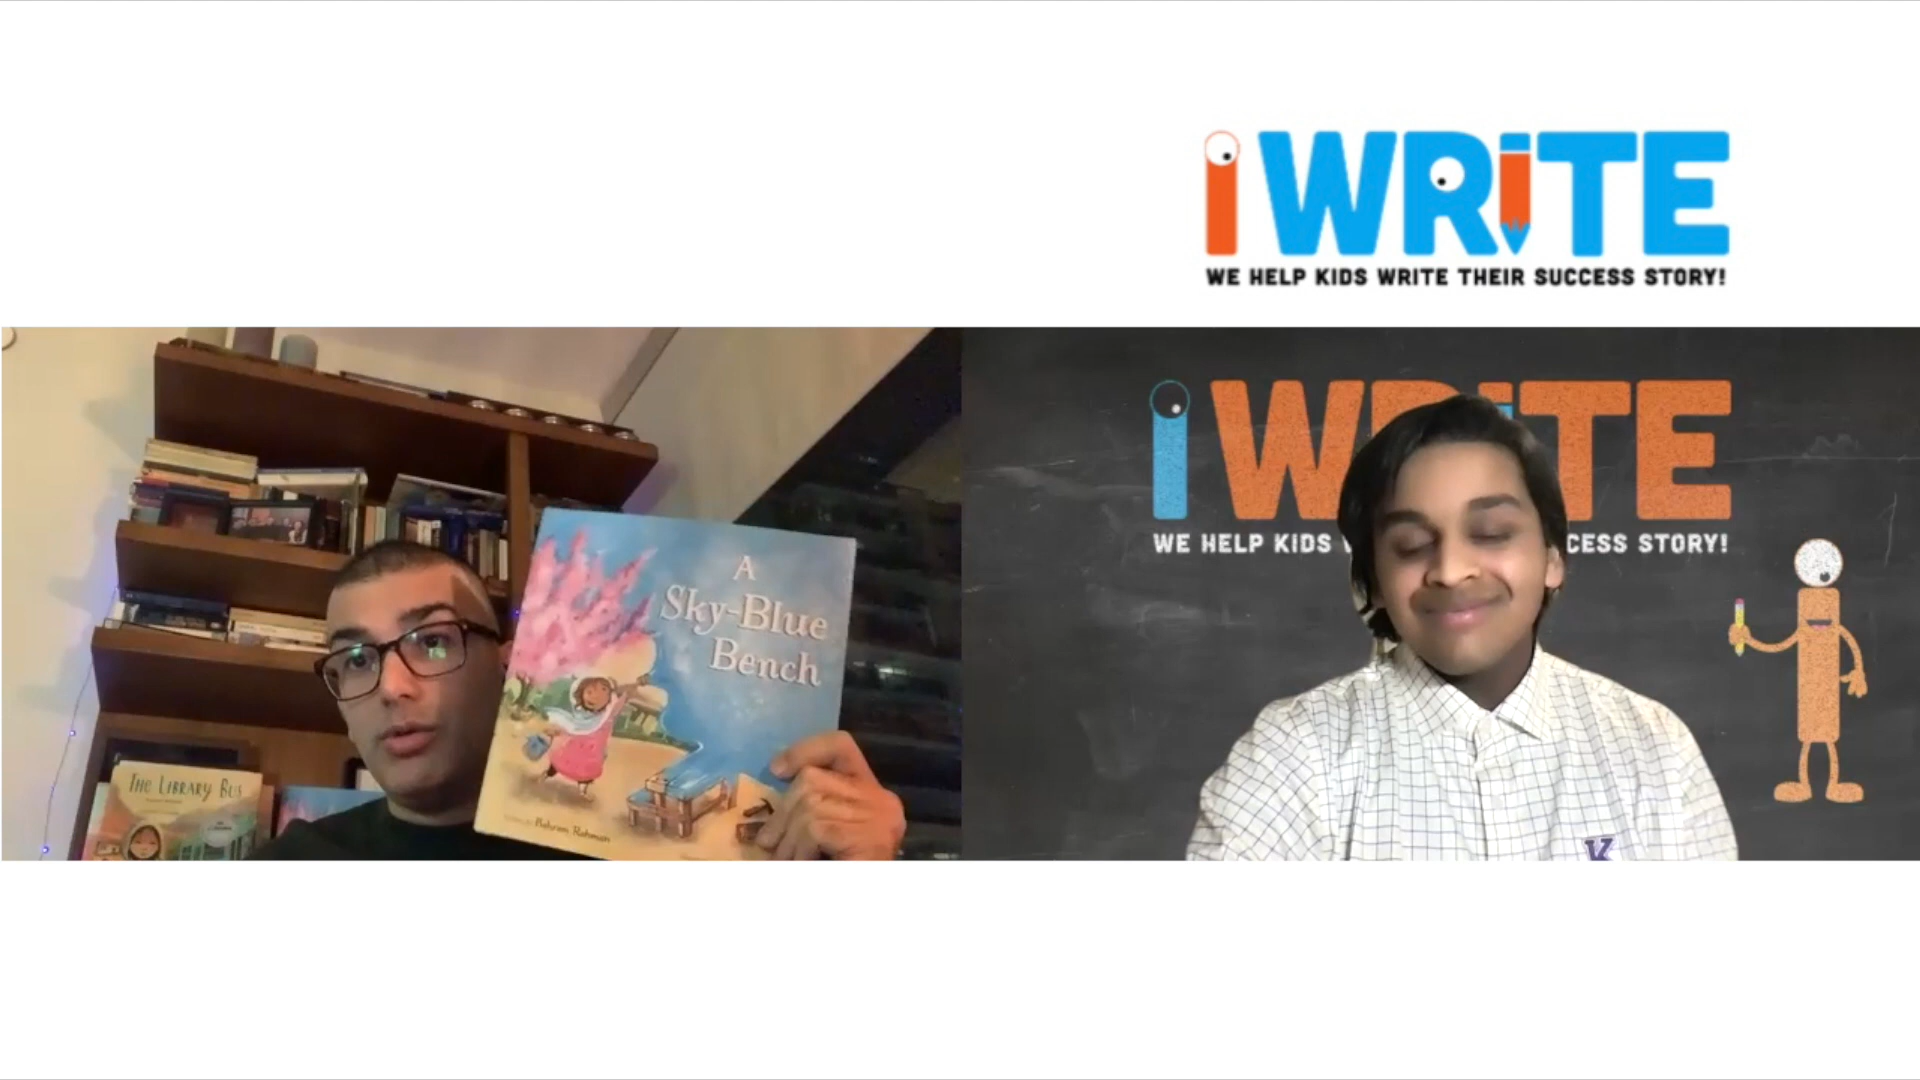 iWRiTE
WE HELP KIDS WRITE THEIR SUCCESS STORY!
iWRiTE
WE HELP KIDS
CESS STORY!
A
Sky-Blue
Bench
Bahram Rahman
THE LIBRARY BUS